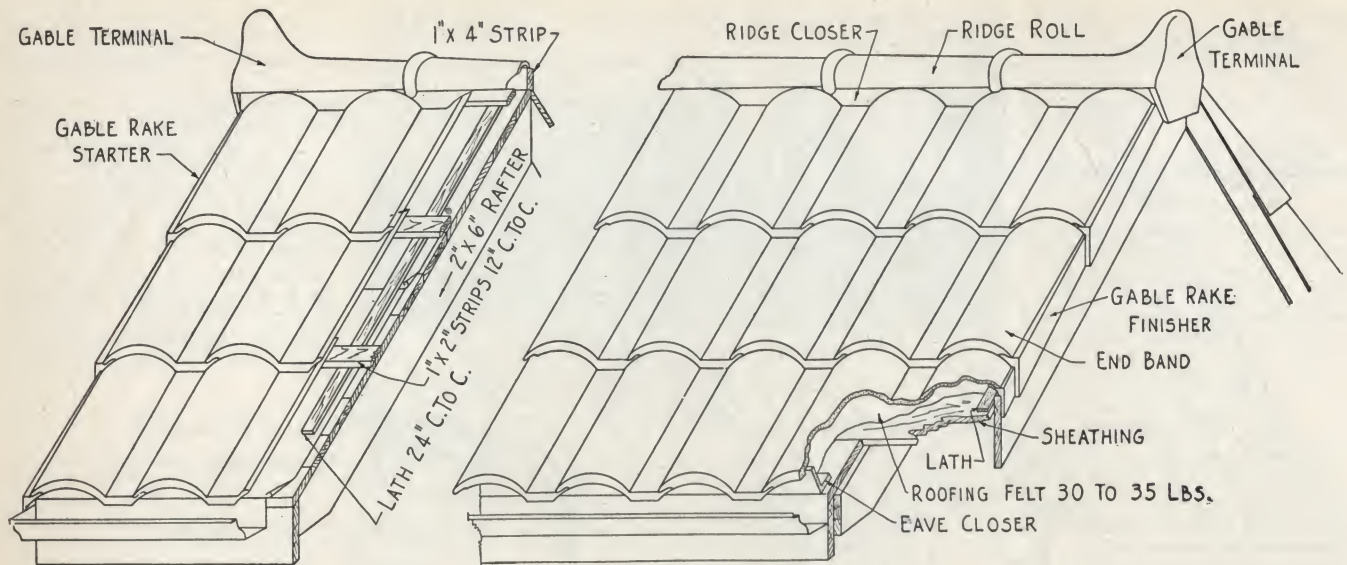 GABLE TERMINAL
1"X 4" STRIP
GABLE RAKE
STARTER
2" X 6" RAFTER
1" X 2" STRIPS 12" C. TO C.
LATH 24" C. TO C.
RIDGE CLOSER
RIDGE ROLL
GABLE
TERMINAL
GABLE RAKE
FINISHER
END BAND
SHEATHING
LATH
ROOFING FELT 30 TO 35 LBS.
EAVE CLOSER